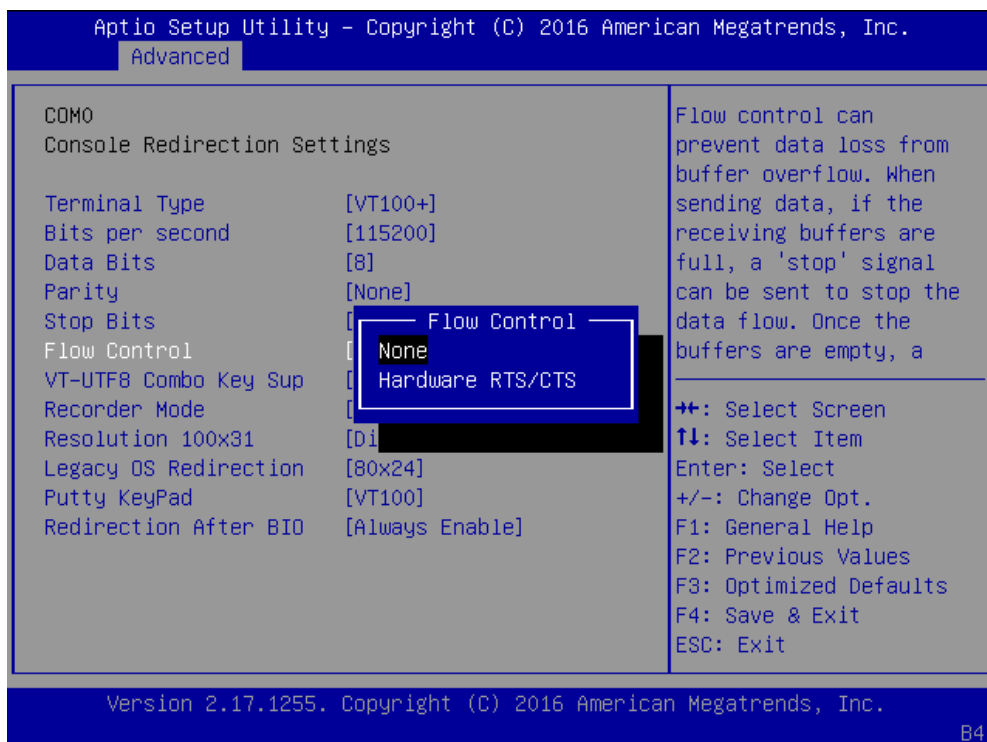 Aptio Setup Utility – Copyright (C) 2016 American Megatrends, Inc.
Advanced
COM0
Console Redirection Settings
Terminal Type [VT100+]
Bits per second [115200]
Data Bits [8]
Parity [None]
Stop Bits [
Flow Control [
VT-UTF8 Combo Key Sup [
Recorder Mode [
Resolution 100x31 [Di
Legacy OS Redirection [80x24]
Putty KeyPad [VT100]
Redirection After BIO [Always Enable]
Flow Control
None
Hardware RTS/CTS
Flow control can
prevent data loss from
buffer overflow. When
sending data, if the
receiving buffers are
full, a 'stop' signal
can be sent to stop the
data flow. Once the
buffers are empty, a
→←: Select Screen
↑↓: Select Item
Enter: Select
+/-: Change Opt.
F1: General Help
F2: Previous Values
F3: Optimized Defaults
F4: Save & Exit
ESC: Exit
Version 2.17.1255. Copyright (C) 2016 American Megatrends, Inc.
B4